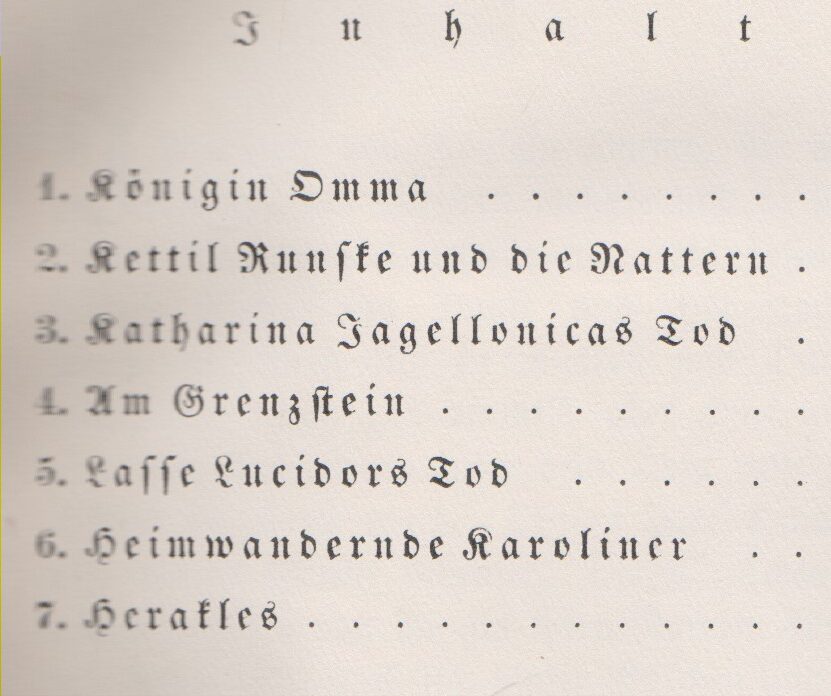 Inhalt
1. Königin Omma . . . . . . . .
2. Kettil Runske und die Nattern .
3. Katharina Jagellonicas Tod .
4. Am Grenzstein . . . . . . . . .
5. Lasse Lucidors Tod . . . . . .
6. Heimwandernde Karoliner . .
7. Herakles . . . . . . . . . . . .